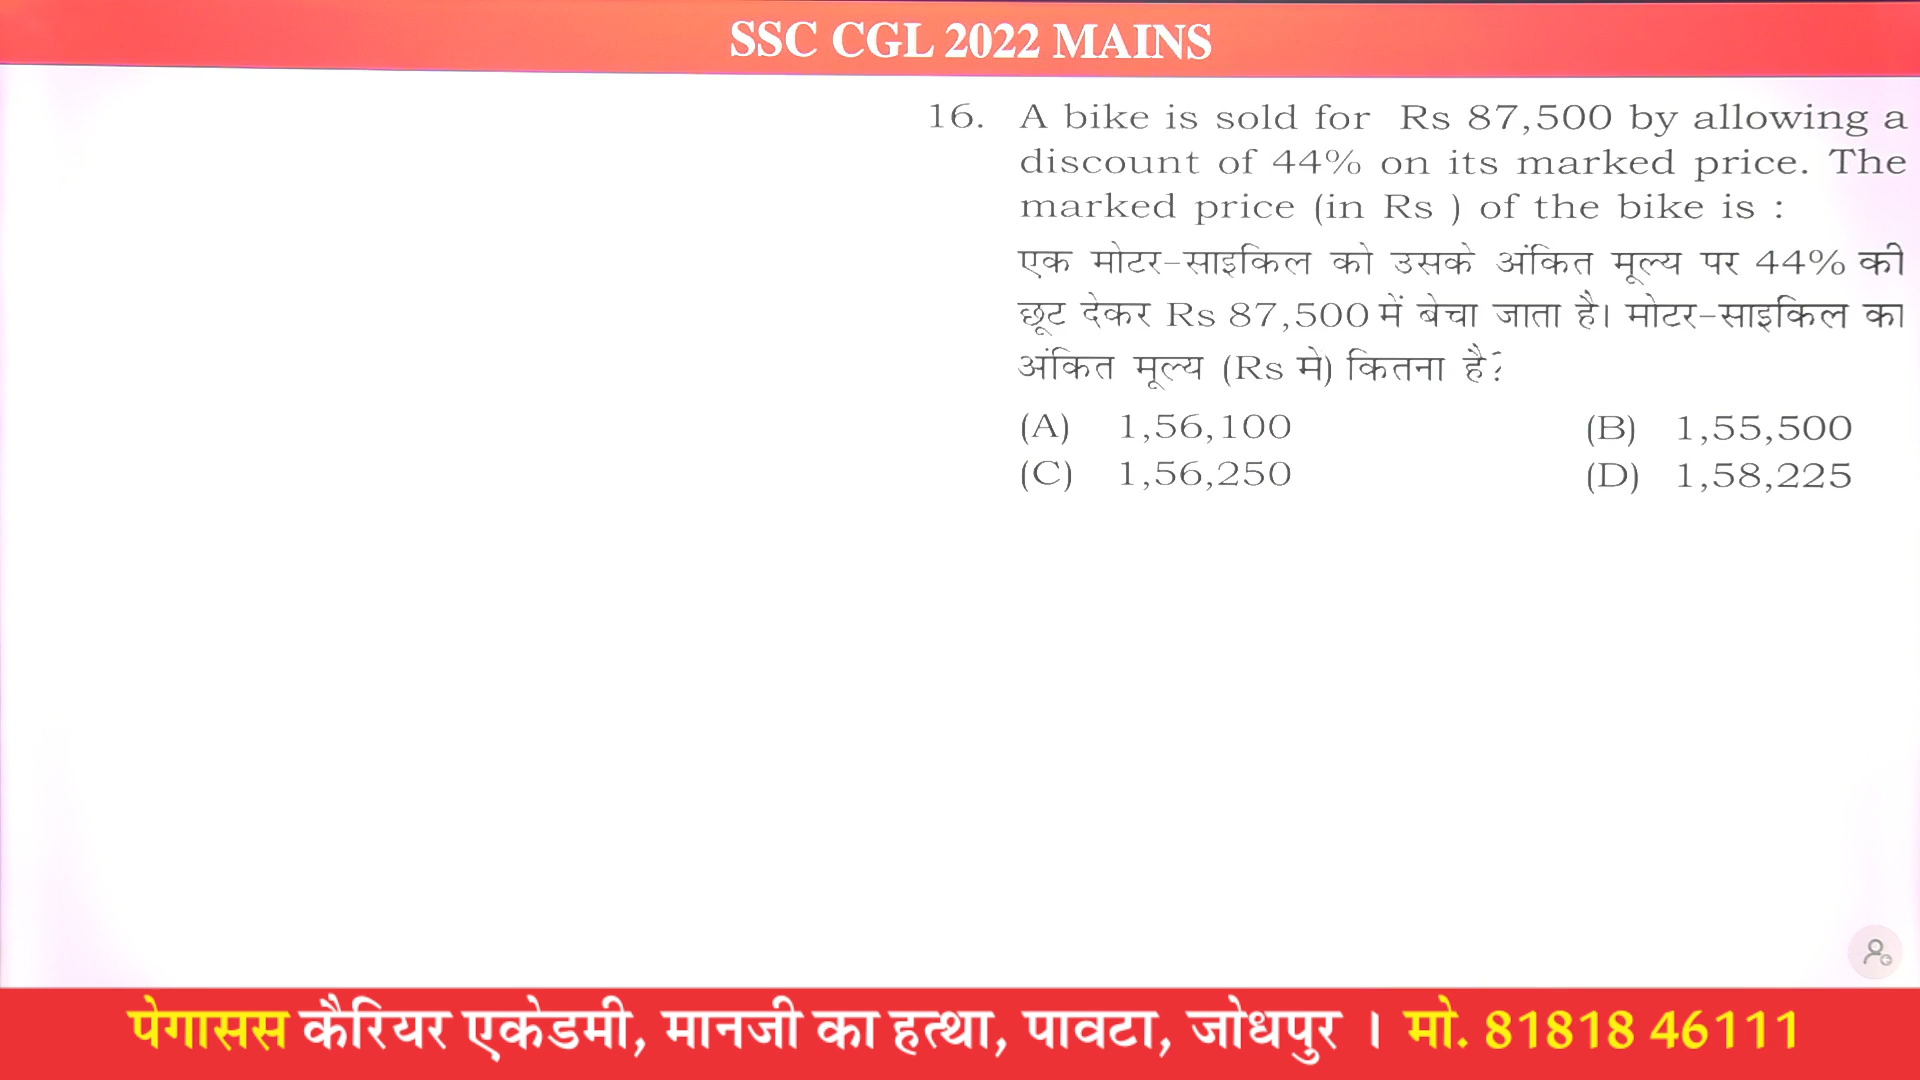 SSC CGL 2022 MAINS
16. A bike is sold for Rs 87,500 by allowing a
discount of 44% on its marked price. The
marked price (in Rs ) of the bike is :
एक मोटर-साइकिल को उसके अंकित मूल्य पर 44% की
छूट देकर Rs 87,500 में बेचा जाता है। मोटर-साइकिल का
अंकित मूल्य (Rs मे) कितना है?
(A) 1,56,100 (B) 1,55,500
(C) 1,56,250 (D) 1,58,225
पेगासस कैरियर एकेडमी, मानजी का हत्था, पावटा, जोधपुर । मो. 81818 46111